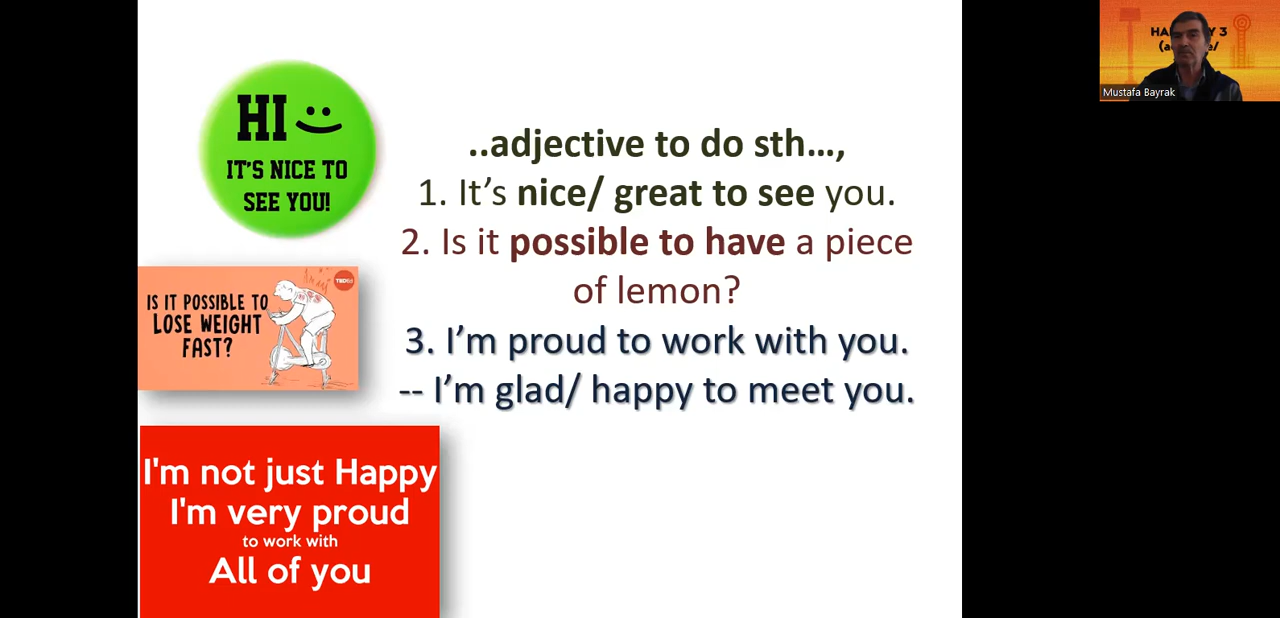 HI
IT'S NICE TO
SEE YOU!
..adjective to do sth…,
1. It's nice/ great to see you.
2. Is it possible to have a piece
of lemon?
3. I'm proud to work with you.
-- I'm glad/ happy to meet you.
TEDEd
IS IT POSSIBLE TO
LOSE WEIGHT
FAST?
I'm not just Happy
I'm very proud
to work with
All of you
Mustafa Bayrak